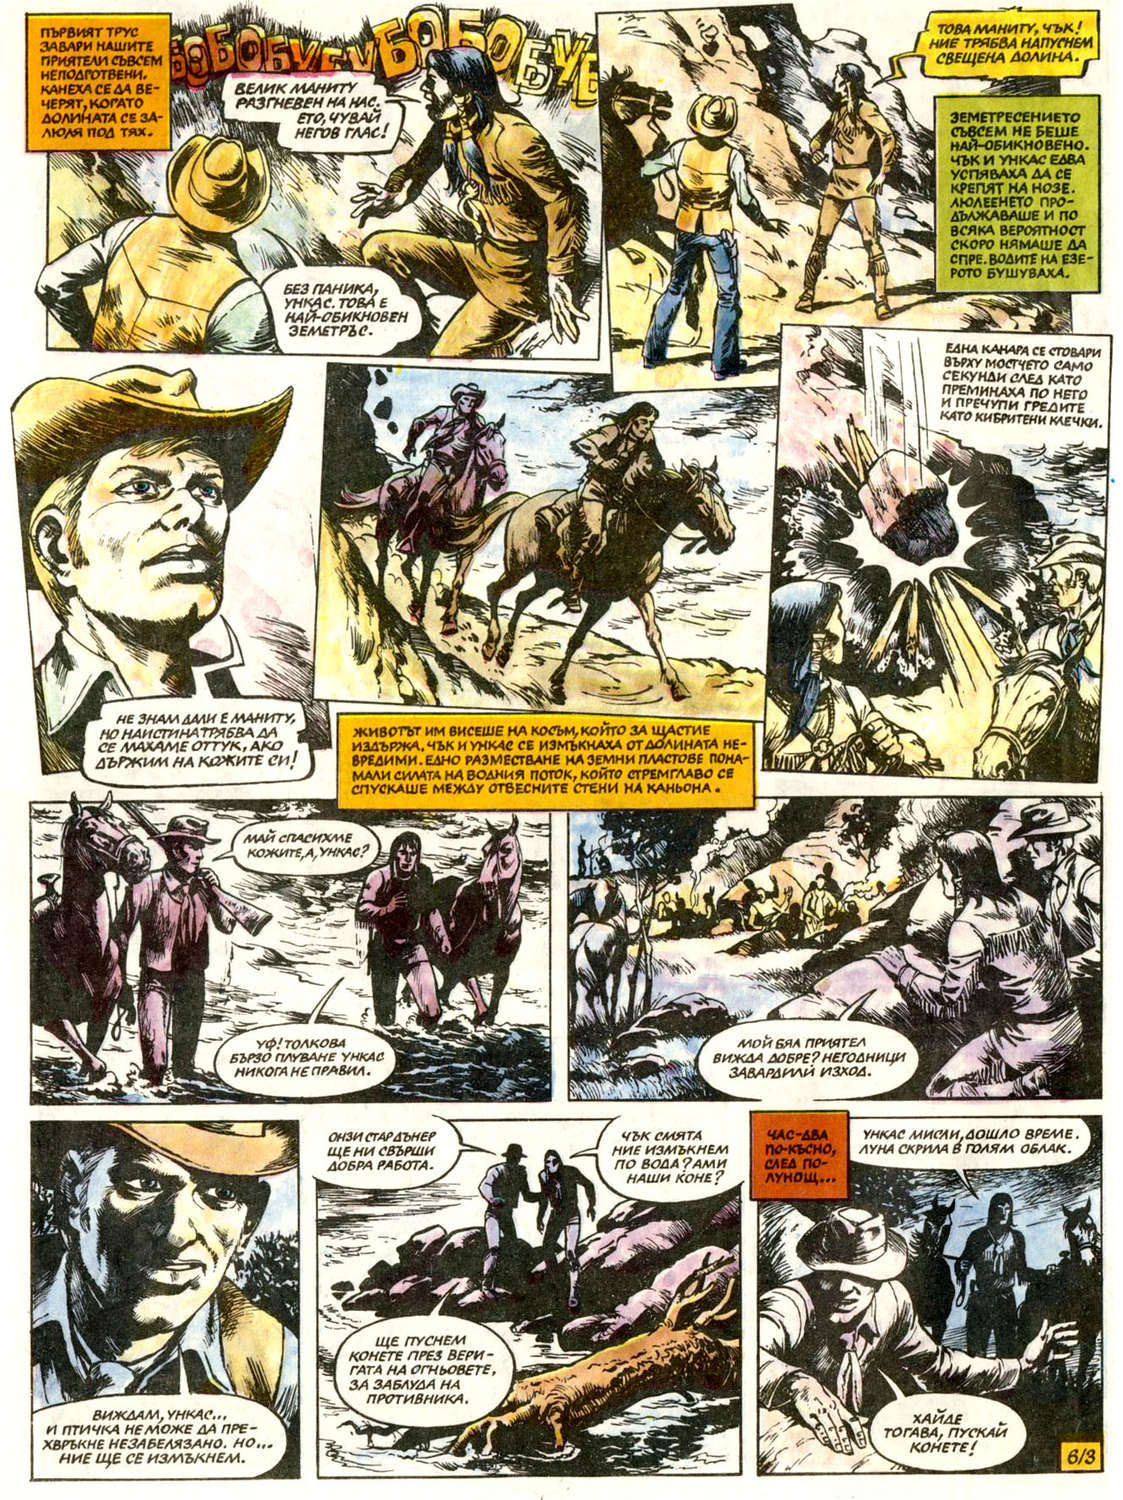 ПЪРВИЯТ ТРУС
ЗАВАРИ НАШИТЕ
ПРИЯТЕЛИ СЪВСЕМ
НЕПОДГОТВЕНИ.
КАНЕХА СЕ ДА ВЕ-
ЧЕРЯТ, КОГАТО
ДОЛИНАТА СЕ ЗА-
ЛЮЛЯ ПОД ТЯХ.
ВЕЛИК МАНИТУ
РАЗГНЕВЕН НА НАС.
ЕТО, ЧУВАЙ
НЕГОВ ГЛАС!
БЕЗ ПАНИКА,
УНКАС. ТОВА Е
НАЙ-ОБИКНОВЕН
ЗЕМЕТРЪС.
ТОВА МАНИТУ, ЧЪК!
НИЕ ТРЯБВА НАПУСНЕМ
СВЕЩЕНА ДОЛИНА.
ЗЕМЕТРЕСЕНИЕТО
СЪВСЕМ НЕ БЕШЕ
НАЙ-ОБИКНОВЕНО.
ЧЪК И УНКАС ЕДВА
УСПЯВАХА ДА СЕ
КРЕПЯТ НА НОЗЕ.
ЛЮЛЕЕНЕТО ПРО-
ДЪЛЖАВАШЕ И ПО
ВСЯКА ВЕРОЯТНОСТ
СКОРО НЯМАШЕ ДА
СПРЕ. ВОДИТЕ НА ЕЗЕ-
РОТО БУШУВАХА.
НЕ ЗНАМ ДАЛИ Е МАНИТУ,
НО НАИСТИНА ТРЯБВА ДА
СЕ МАХАМЕ ОТТУК, АКО
ДЪРЖИМ НА КОЖИТЕ СИ!
ЕДНА КАНАРА СЕ СТОВАРИ
ВЪРХУ МОСТЧЕТО САМО
СЕКУНДИ СЛЕД КАТО
ПРЕМИНАХА ПО НЕГО
И ПРЕЧУПИ ГРЕДИТЕ
КАТО КИБРИТЕНИ КЛЕЧКИ.
ЖИВОТЪТ ИМ ВИСЕШЕ НА КОСЪМ, КОЙТО ЗА ЩАСТИЕ
ИЗДЪРЖА, ЧЪК И УНКАС СЕ ИЗМЪКНАХА ОТ ДОЛИНАТА НЕ-
ВРЕДИМИ. ЕДНО РАЗМЕСТВАНЕ НА ЗЕМНИ ПЛАСТОВЕ ПОНА-
МАЛИ СИЛАТА НА ВОДНИЯ ПОТОК, КОЙТО СТРЕМГЛАВО СЕ
СПУСКАШЕ МЕЖДУ ОТВЕСНИТЕ СТЕНИ НА КАНЬОНА.
МАЙ СПАСИХМЕ
КОЖИТЕ, А, УНКАС?
УФ! ТОЛКОВА
БЪРЗО ПЛУВАНЕ УНКАС
НИКОГА НЕ ПРАВИЛ.
МОЙ БЯЛ ПРИЯТЕЛ
ВИЖДА ДОБРЕ? НЕГОДНИЦИ
ЗАВАРДИЛИ ИЗХОД.
ВИЖДАМ, УНКАС...
И ПТИЧКА НЕ МОЖЕ ДА ПРЕ-
ХВРЪКНЕ НЕЗАБЕЛЯЗАНО. НО...
НИЕ ЩЕ СЕ ИЗМЪКНЕМ.
ОНЗИ СТАР ДЪНЕР
ЩЕ НИ СВЪРШИ
ДОБРА РАБОТА.
ЧЪК СМЯТА
НИЕ ИЗМЪКНЕМ
ПО ВОДА? АМИ
НАШИ КОНЕ?
ЩЕ ПУСНЕМ
КОНЕТЕ ПРЕЗ ВЕРИ-
ГАТА НА ОГНЬОВЕТЕ,
ЗА ЗАБЛУДА НА
ПРОТИВНИКА.
ЧАС-ДВА
ПО-КЪСНО,
СЛЕД ПО-
ЛУНОЩ...
УНКАС МИСЛИ, ДОШЛО ВРЕМЕ.
ЛУНА СКРИЛА В ГОЛЯМ ОБЛАК.
ХАЙДЕ
ТОГАВА, ПУСКАЙ
КОНЕТЕ!
6/3